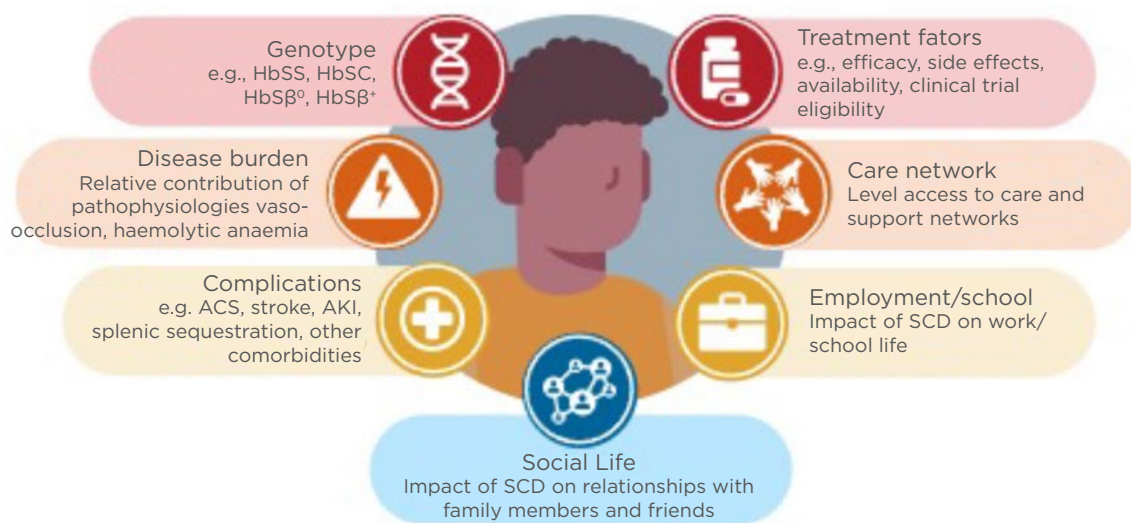 Genotype
e.g., HbSS, HbSC,
HbSβ⁰, HbSβ⁺
Treatment fators
e.g., efficacy, side effects,
availability, clinical trial
eligibility
Disease burden
Relative contribution of
pathophysiologies vaso-
occlusion, haemolytic anaemia
Care network
Level access to care and
support networks
Complications
e.g. ACS, stroke, AKI,
splenic sequestration, other
comorbidities
Employment/school
Impact of SCD on work/
school life
Social Life
Impact of SCD on relationships with
family members and friends